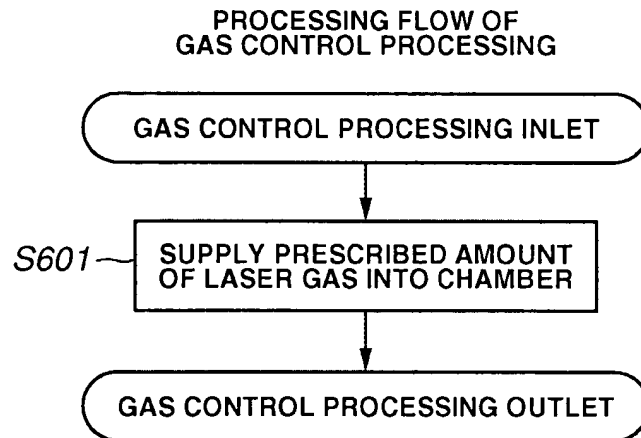 PROCESSING FLOW OF
GAS CONTROL PROCESSING
GAS CONTROL PROCESSING INLET
S601
SUPPLY PRESCRIBED AMOUNT
OF LASER GAS INTO CHAMBER
GAS CONTROL PROCESSING OUTLET